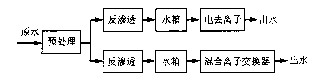 反渗透 水箱 电去离子 出水
原水 预处理
反渗透 水箱 混合离子交换器 出水